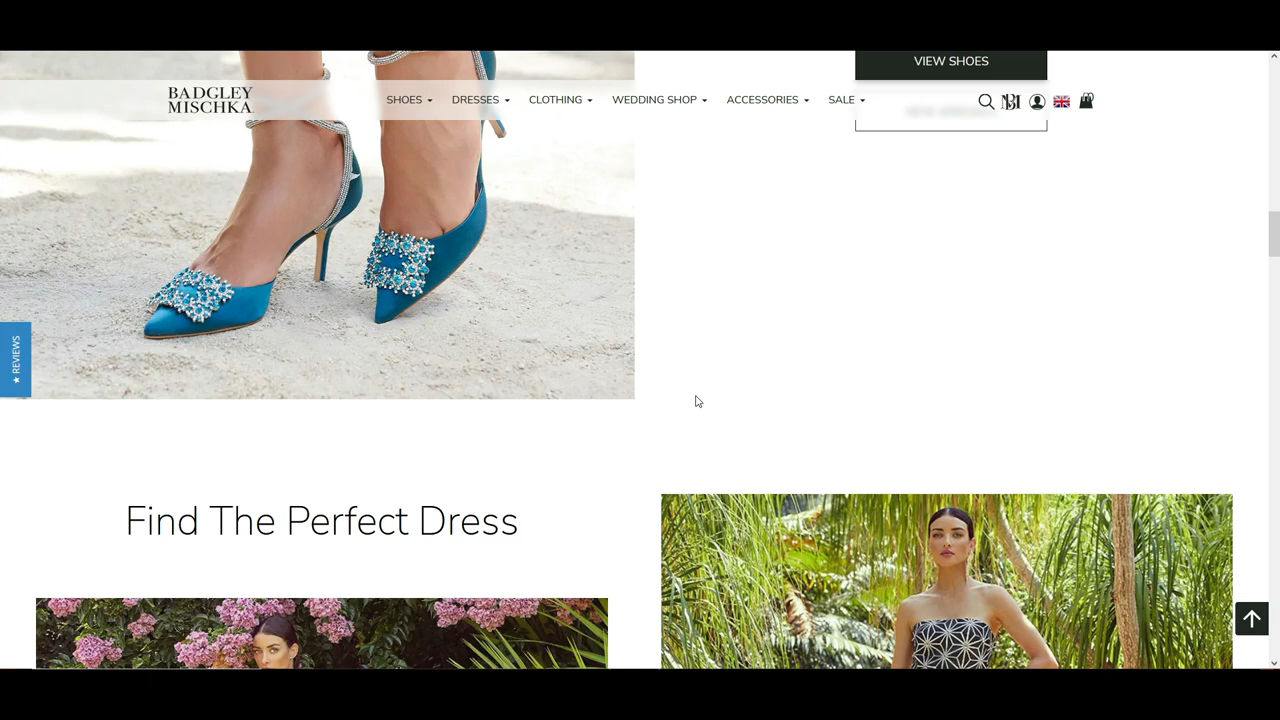 VIEW SHOES
BADGLEY
MISCHKA
SHOES
DRESSES
CLOTHING
WEDDING SHOP
ACCESSORIES
SALE
★ REVIEWS
Find The Perfect Dress